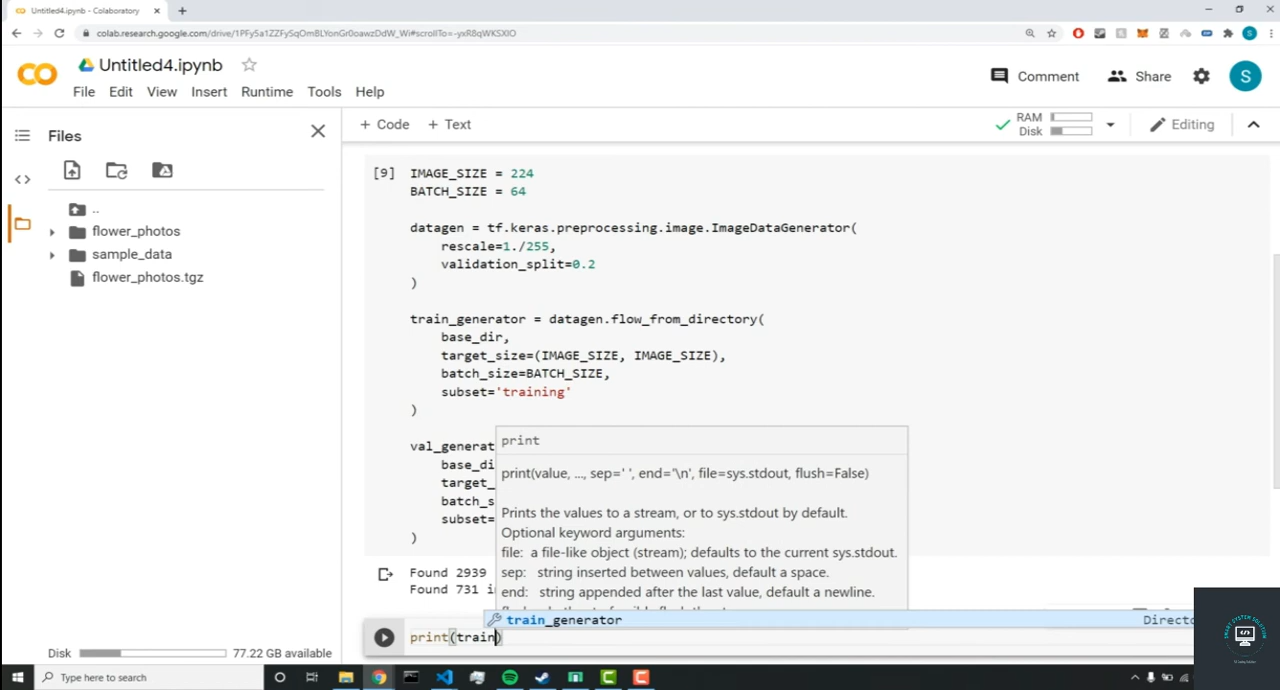 Untitled4.ipynb - Colaboratory
colab.research.google.com/drive/1PFySa1ZZFySqOmBLYonGr0oawzDdW_Wi#scrollTo=-yxR8qWKSXIO
Untitled4.ipynb
File Edit View Insert Runtime Tools Help
Comment Share S
Files
+ Code + Text
RAM
Disk
Editing
..
flower_photos
sample_data
flower_photos.tgz
[9] IMAGE_SIZE = 224
BATCH_SIZE = 64
datagen = tf.keras.preprocessing.image.ImageDataGenerator(
rescale=1./255,
validation_split=0.2
)
train_generator = datagen.flow_from_directory(
base_dir,
target_size=(IMAGE_SIZE, IMAGE_SIZE),
batch_size=BATCH_SIZE,
subset='training'
)
val_generat
base_di
target_
batch_s
subset=
)
print
print(value, ..., sep=' ', end='\n', file=sys.stdout, flush=False)
Prints the values to a stream, or to sys.stdout by default.
Optional keyword arguments:
file: a file-like object (stream); defaults to the current sys.stdout.
sep: string inserted between values, default a space.
end: string appended after the last value, default a newline.
Found 2939
Found 731 i
train_generator Directo
print(train)
Disk 77.22 GB available
SMART SYSTEM SOLUTION
Type here to search